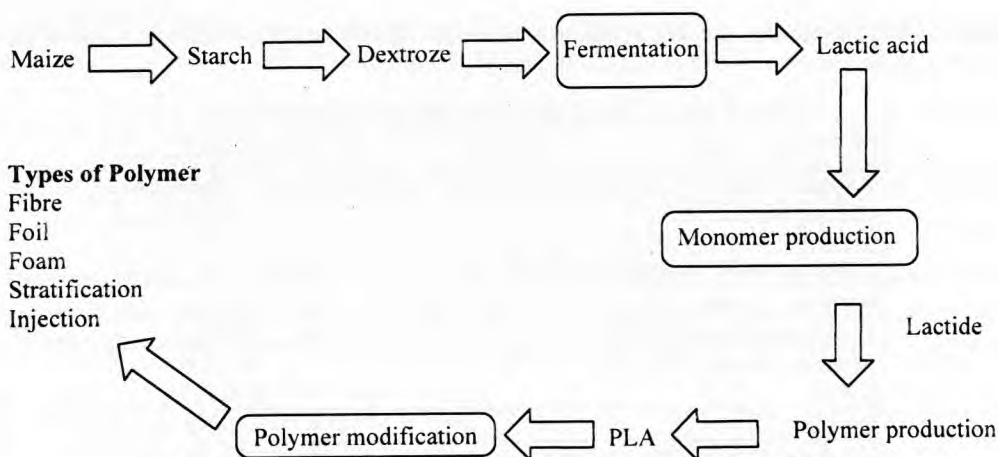 Maize
Starch
Dextroze
Fermentation
Lactic acid
Monomer production
Lactide
Polymer production
PLA
Polymer modification
Types of Polymer
Fibre
Foil
Foam
Stratification
Injection